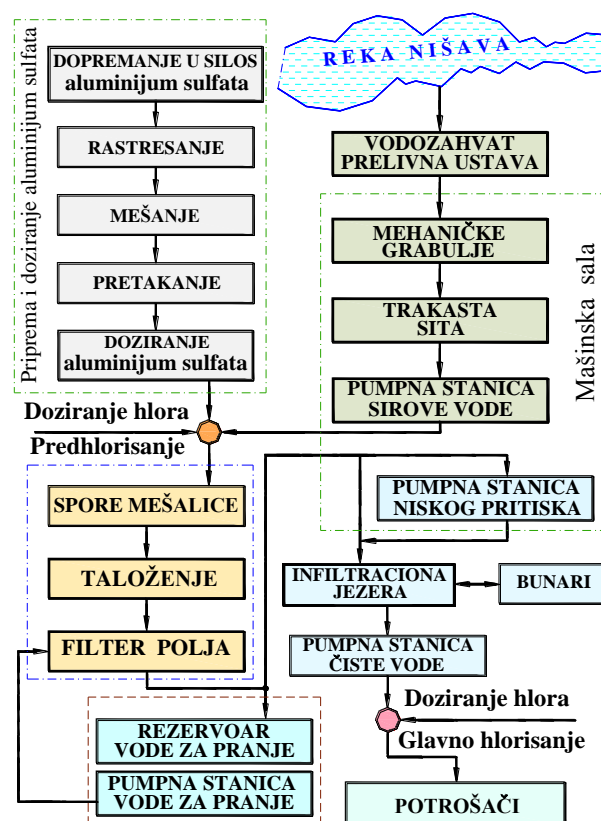 Priprema i doziranje aluminijum sulfata
DOPREMANJE U SILOS
aluminijum sulfata
RASTRESANJE
MEŠANJE
PRETAKANJE
DOZIRANJE
aluminijum sulfata
REKA NIŠAVA
VODOZAHVAT
PRELIVNA USTAVA
MEHANIČKE
GRABULJE
TRAKASTA
SITA
PUMPNA STANICA
SIROVE VODE
Mašinska sala
Doziranje hlora
Predhlorisanje
SPORE MEŠALICE
TALOŽENJE
FILTER POLJA
PUMPNA STANICA
NISKOG PRITISKA
INFILTRACIONA
JEZERA
BUNARI
PUMPNA STANICA
ČISTE VODE
REZERVOAR
VODE ZA PRANJE
PUMPNA STANICA
VODE ZA PRANJE
Doziranje hlora
Glavno hlorisanje
POTROŠAČI